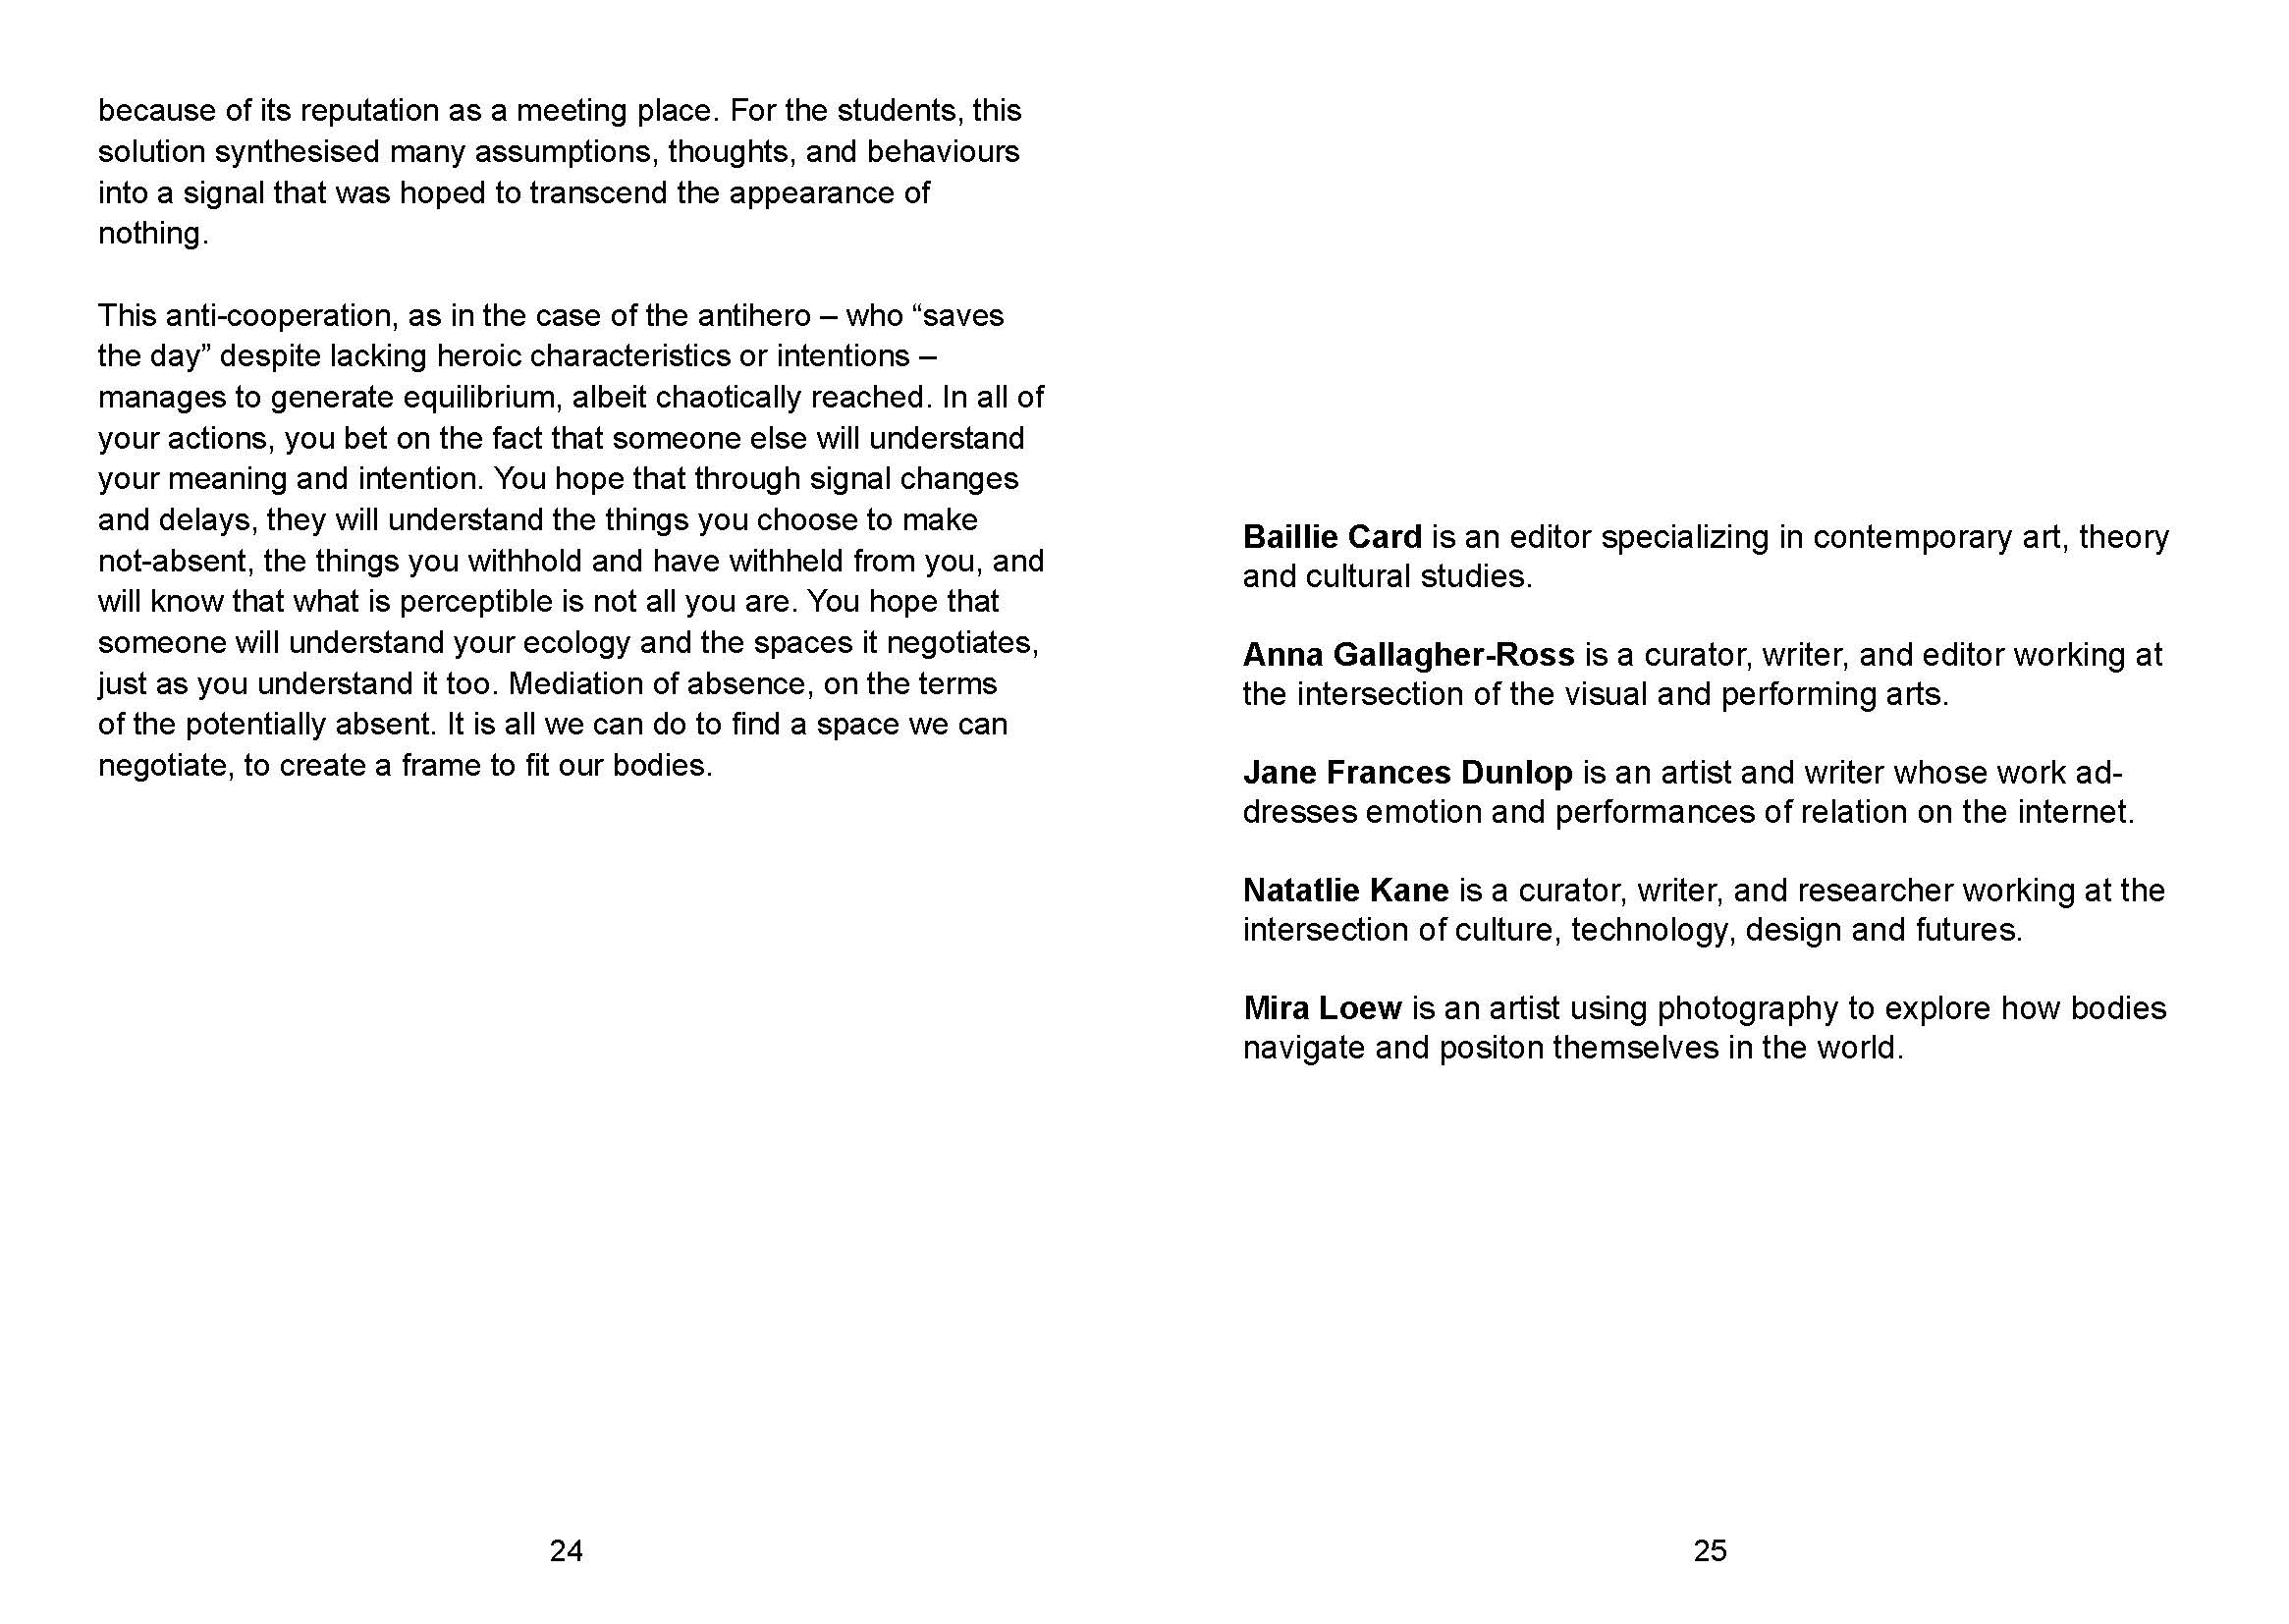 because of its reputation as a meeting place. For the students, this
solution synthesised many assumptions, thoughts, and behaviours
into a signal that was hoped to transcend the appearance of
nothing.
This anti-cooperation, as in the case of the antihero – who “saves
the day” despite lacking heroic characteristics or intentions –
manages to generate equilibrium, albeit chaotically reached. In all of
your actions, you bet on the fact that someone else will understand
your meaning and intention. You hope that through signal changes
and delays, they will understand the things you choose to make
not-absent, the things you withhold and have withheld from you, and
will know that what is perceptible is not all you are. You hope that
someone will understand your ecology and the spaces it negotiates,
just as you understand it too. Mediation of absence, on the terms
of the potentially absent. It is all we can do to find a space we can
negotiate, to create a frame to fit our bodies.
24
Baillie Card is an editor specializing in contemporary art, theory
and cultural studies.
Anna Gallagher-Ross is a curator, writer, and editor working at
the intersection of the visual and performing arts.
Jane Frances Dunlop is an artist and writer whose work ad-
dresses emotion and performances of relation on the internet.
Natatlie Kane is a curator, writer, and researcher working at the
intersection of culture, technology, design and futures.
Mira Loew is an artist using photography to explore how bodies
navigate and positon themselves in the world.
25